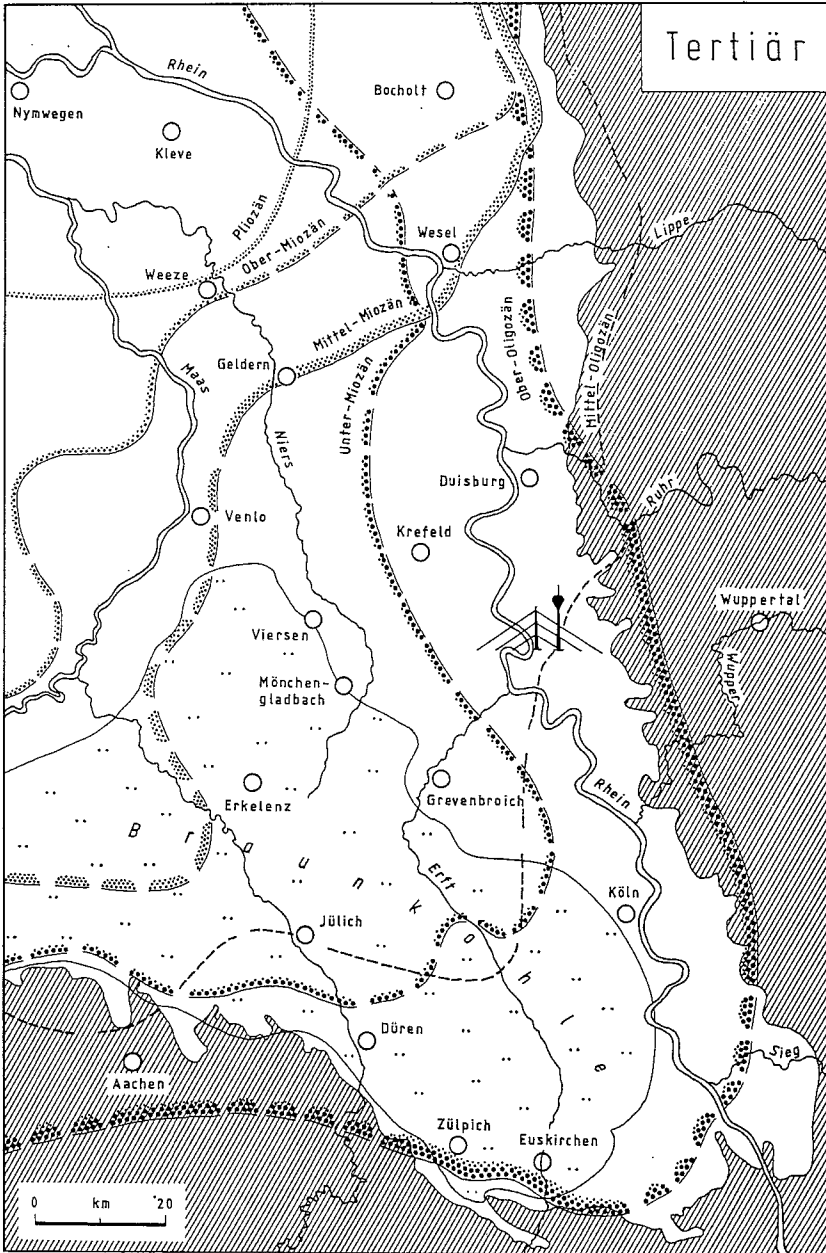 Tertiär
Rhein
Bocholt
Nymwegen
Kleve
Pliozän
Ober-Miozän
Wesel
Lippe
Weeze
Mittel-Miozän
Ober-Oligozän
Mittel-Oligozän
Maas
Geldern
Unter-Miozän
Niers
Duisburg
Ruhr
Venlo
Krefeld
Wuppertal
Viersen
Wupper
Mönchen-
gladbach
Erkelenz
Grevenbroich
Rhein
Braunkohle
Erft
Köln
Jülich
Düren
Sieg
Aachen
Zülpich
Euskirchen
0 km 20